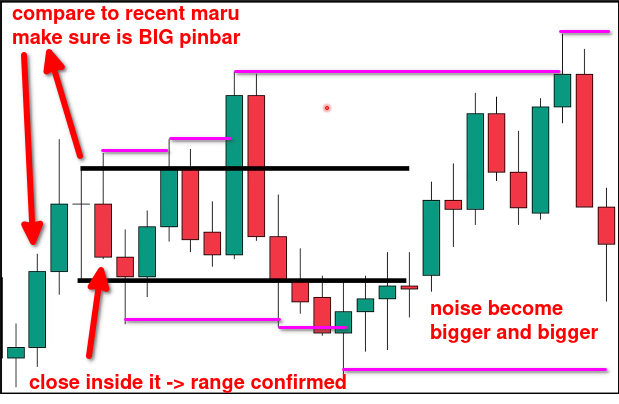 compare to recent maru
make sure is BIG pinbar
noise become
bigger and bigger
close inside it -> range confirmed